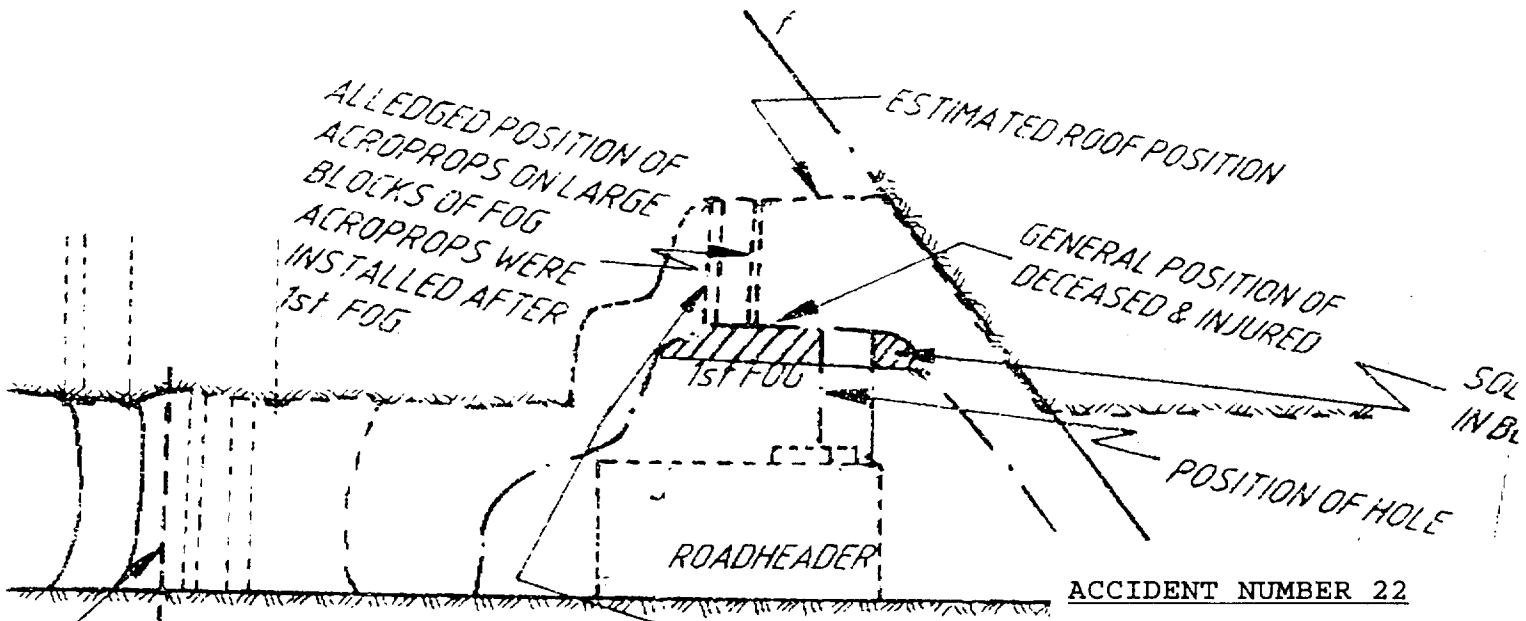 f
ALLEDGED POSITION OF
ACROPROPS ON LARGE
BLOCKS OF FOG
ACROPROPS WERE
INSTALLED AFTER
1st FOG
ESTIMATED ROOF POSITION
GENERAL POSITION OF
DECEASED & INJURED
1st FOG
POSITION OF HOLE
ROADHEADER
ACCIDENT NUMBER 22